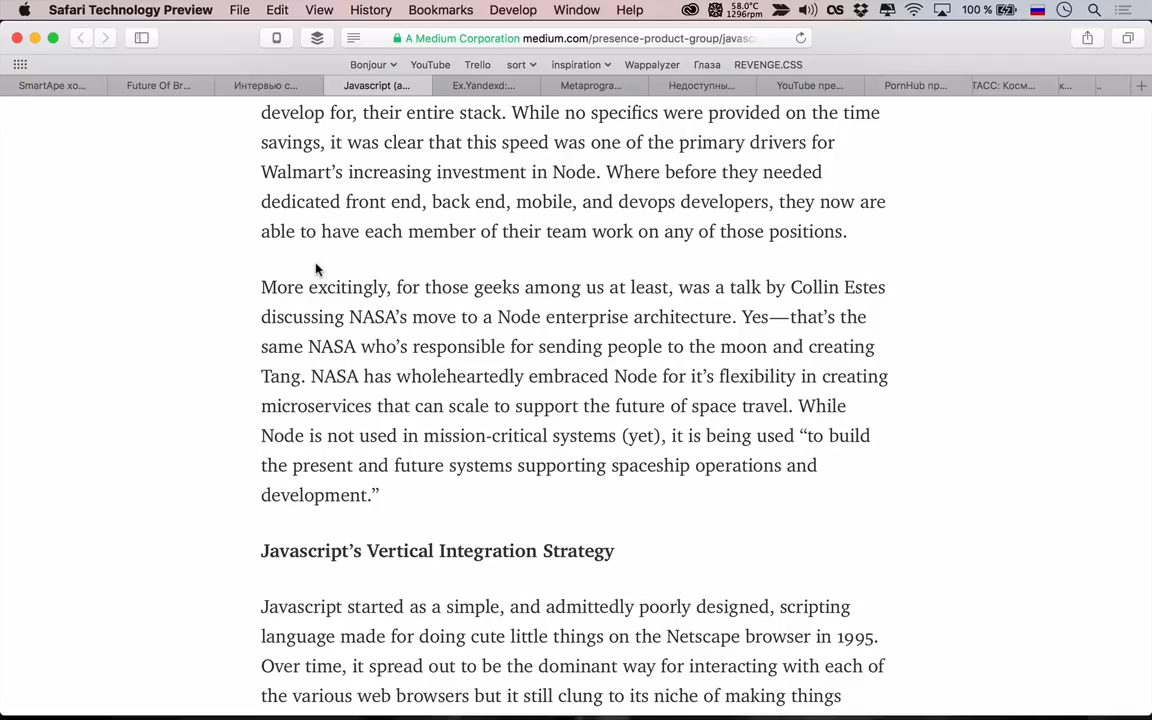 Safari Technology Preview File Edit View History Bookmarks Develop Window Help 58.0°C 1296rpm 100 %
A Medium Corporation medium.com/presence-product-group/javasc
Bonjour YouTube Trello sort inspiration Wappalyzer Глаза REVENGE.CSS
SmartApe хо... Future Of Br... Интервью с... Javascript (a... Ex.Yandexd:... Metaprogra... Недоступны... YouTube пре... PornHub пр... ТАСС: Косм... к... ..
develop for, their entire stack. While no specifics were provided on the time
savings, it was clear that this speed was one of the primary drivers for
Walmart’s increasing investment in Node. Where before they needed
dedicated front end, back end, mobile, and devops developers, they now are
able to have each member of their team work on any of those positions.
More excitingly, for those geeks among us at least, was a talk by Collin Estes
discussing NASA’s move to a Node enterprise architecture. Yes—that’s the
same NASA who’s responsible for sending people to the moon and creating
Tang. NASA has wholeheartedly embraced Node for it’s flexibility in creating
microservices that can scale to support the future of space travel. While
Node is not used in mission-critical systems (yet), it is being used “to build
the present and future systems supporting spaceship operations and
development.”
Javascript’s Vertical Integration Strategy
Javascript started as a simple, and admittedly poorly designed, scripting
language made for doing cute little things on the Netscape browser in 1995.
Over time, it spread out to be the dominant way for interacting with each of
the various web browsers but it still clung to its niche of making things